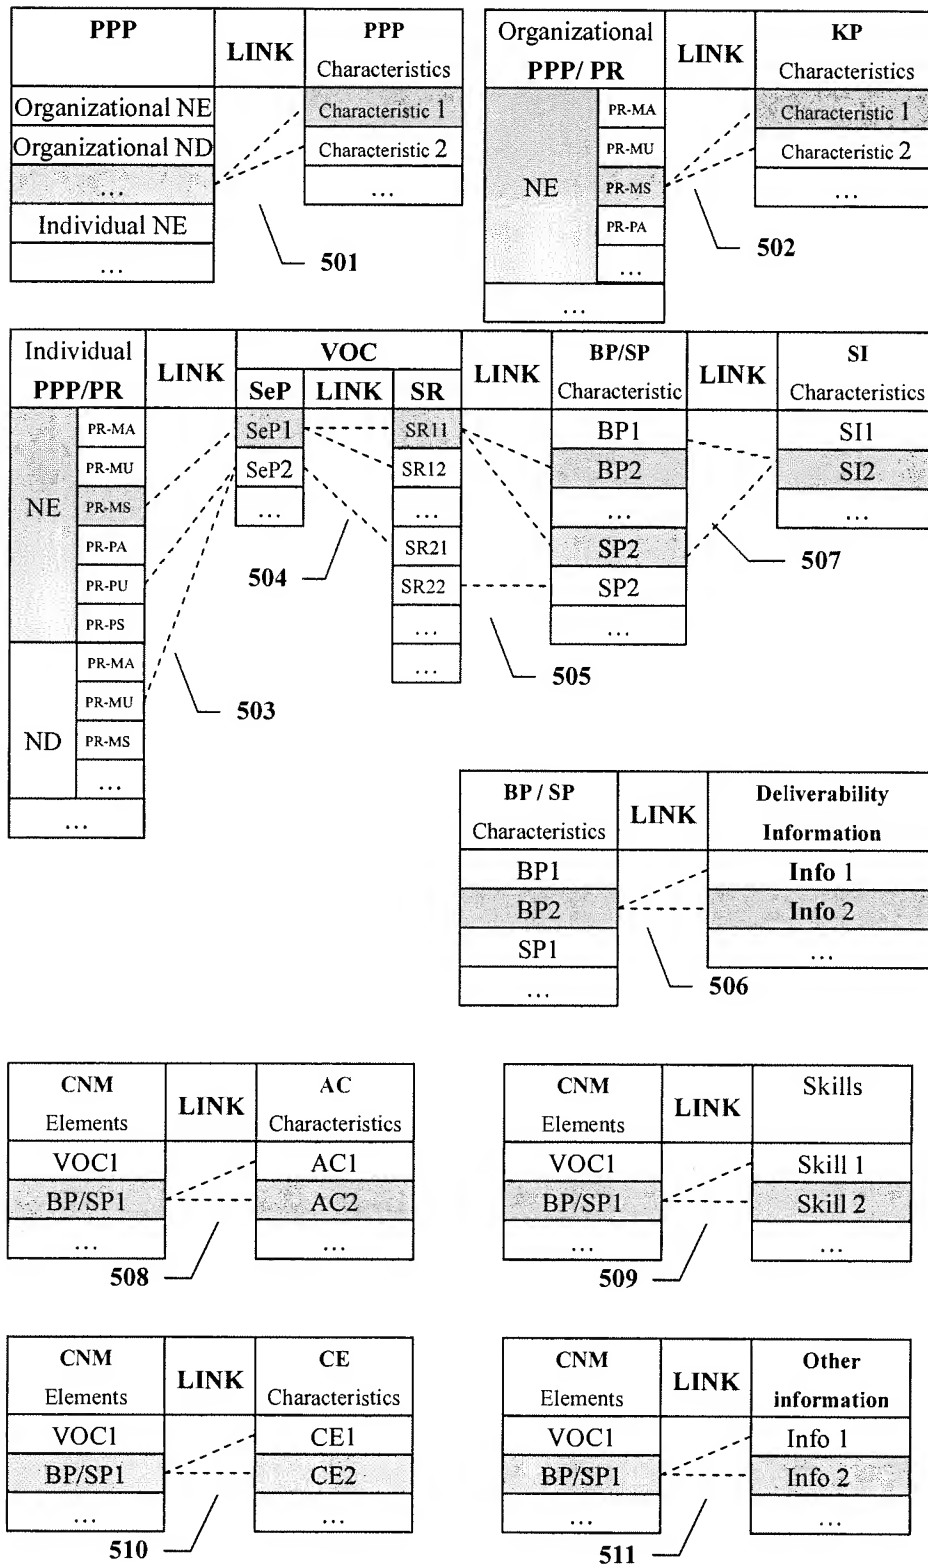 PPP LINK PPP
Characteristics
Organizational NE Characteristic 1
Organizational ND Characteristic 2
... ...
Individual NE
...
501
Organizational LINK KP
PPP/ PR Characteristics
NE PR-MA Characteristic 1
PR-MU Characteristic 2
PR-MS ...
PR-PA
...
...
502
Individual LINK VOC LINK BP/SP LINK SI
PPP/PR SeP LINK SR Characteristic Characteristics
PR-MA SeP1 SR11 BP1 SI1
PR-MU SeP2 SR12 BP2 SI2
NE PR-MS ... ... ... ...
PR-PA SR21 SP2
PR-PU SR22 SP2
PR-PS ... ...
PR-MA ...
504
507
505
503
PR-MU
ND PR-MS
...
...
BP / SP LINK Deliverability
Characteristics Information
BP1 Info 1
BP2 Info 2
SP1 ...
...
506
CNM LINK AC
Elements Characteristics
VOC1 AC1
BP/SP1 AC2
... ...
508
CNM LINK Skills
Elements
VOC1 Skill 1
BP/SP1 Skill 2
... ...
509
CNM LINK CE
Elements Characteristics
VOC1 CE1
BP/SP1 CE2
... ...
510
CNM LINK Other
Elements information
VOC1 Info 1
BP/SP1 Info 2
... ...
511